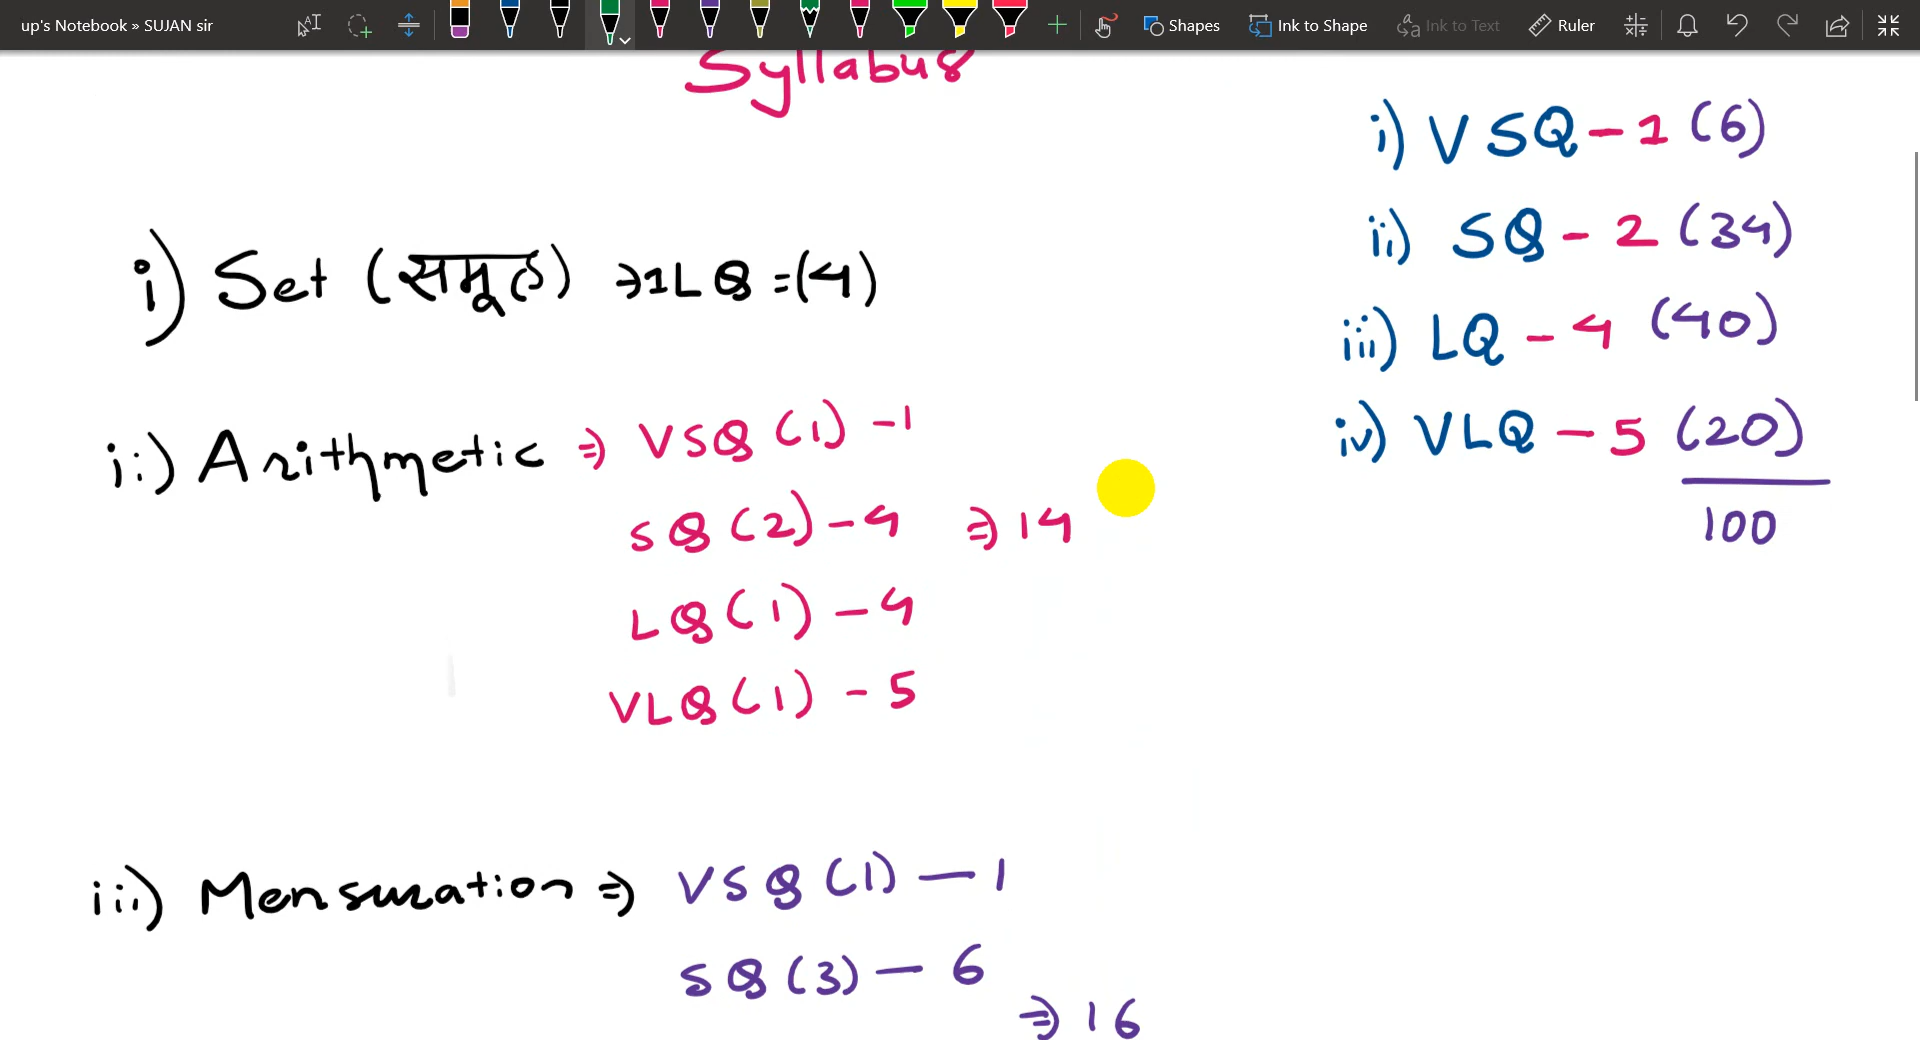 up's Notebook » SUJAN sir
Shapes
Ink to Shape
Ink to Text
Ruler
Syllabus
i) VSQ - 1 (6)
ii) SQ - 2 (34)
iii) LQ - 4 (40)
iv) VLQ - 5 (20)
100
i) Set (समूह) ⇒ 1LQ = (4)
ii) Arithmetic ⇒ VSQ (1) - 1
SQ (2) - 4 ⇒ 14
LQ (1) - 4
VLQ (1) - 5
iii) Mensuration ⇒ VSQ (1) - 1
SQ (3) - 6
⇒ 16